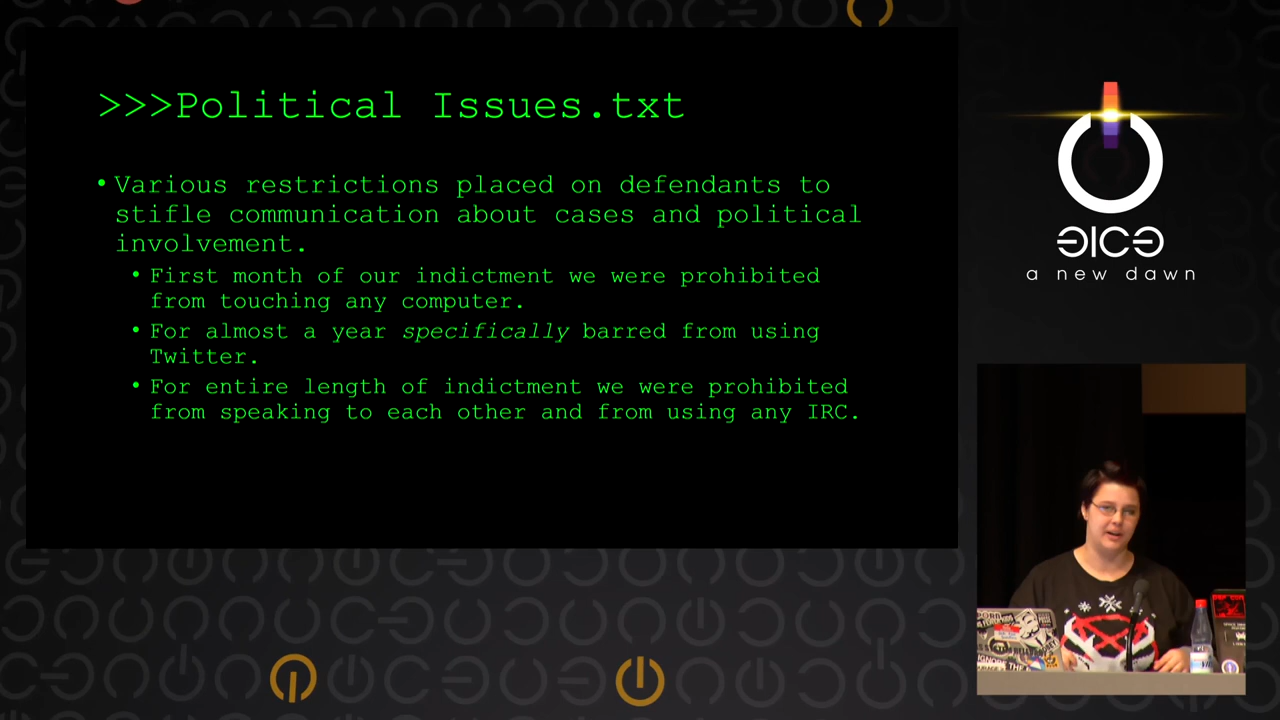 >>>Political Issues.txt
• Various restrictions placed on defendants to
stifle communication about cases and political
involvement.
• First month of our indictment we were prohibited
from touching any computer.
• For almost a year specifically barred from using
Twitter.
• For entire length of indictment we were prohibited
from speaking to each other and from using any IRC.
a new dawn